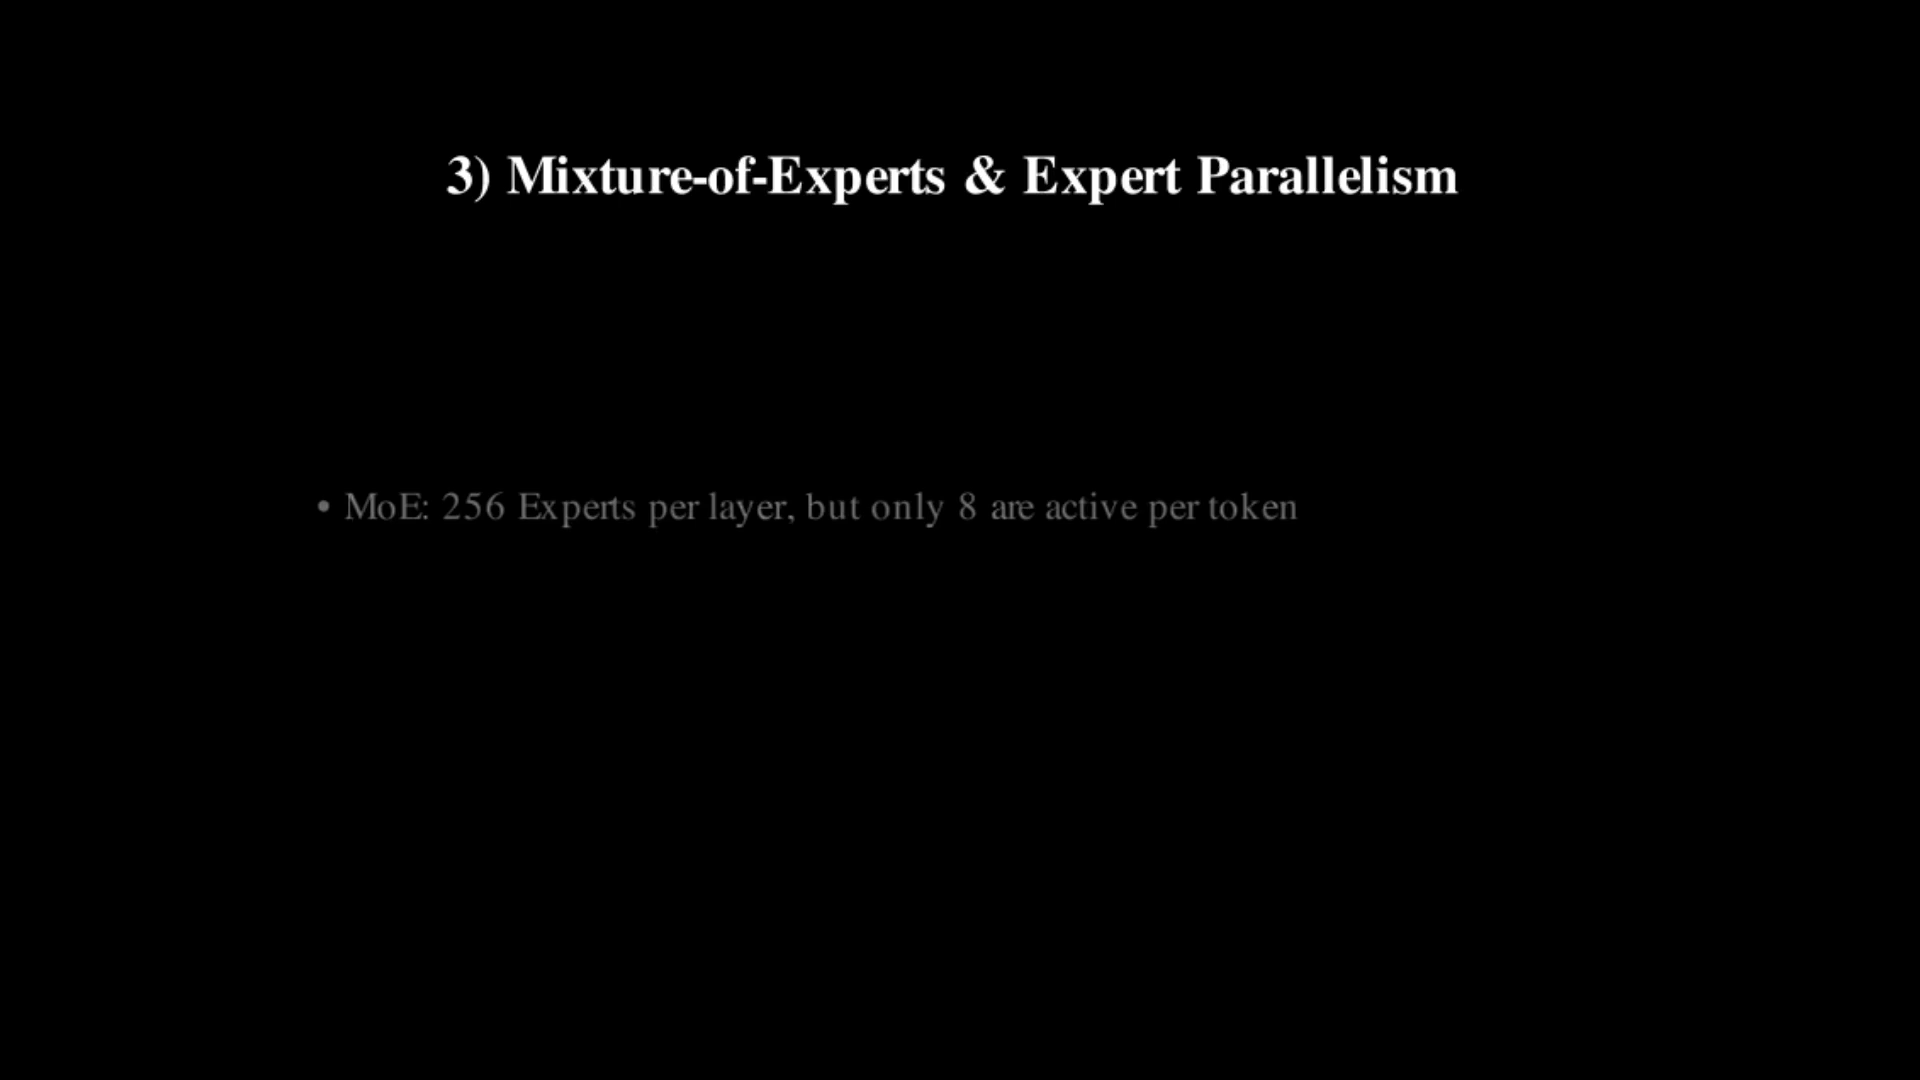 3) Mixture-of-Experts & Expert Parallelism
• MoE: 256 Experts per layer, but only 8 are active per token